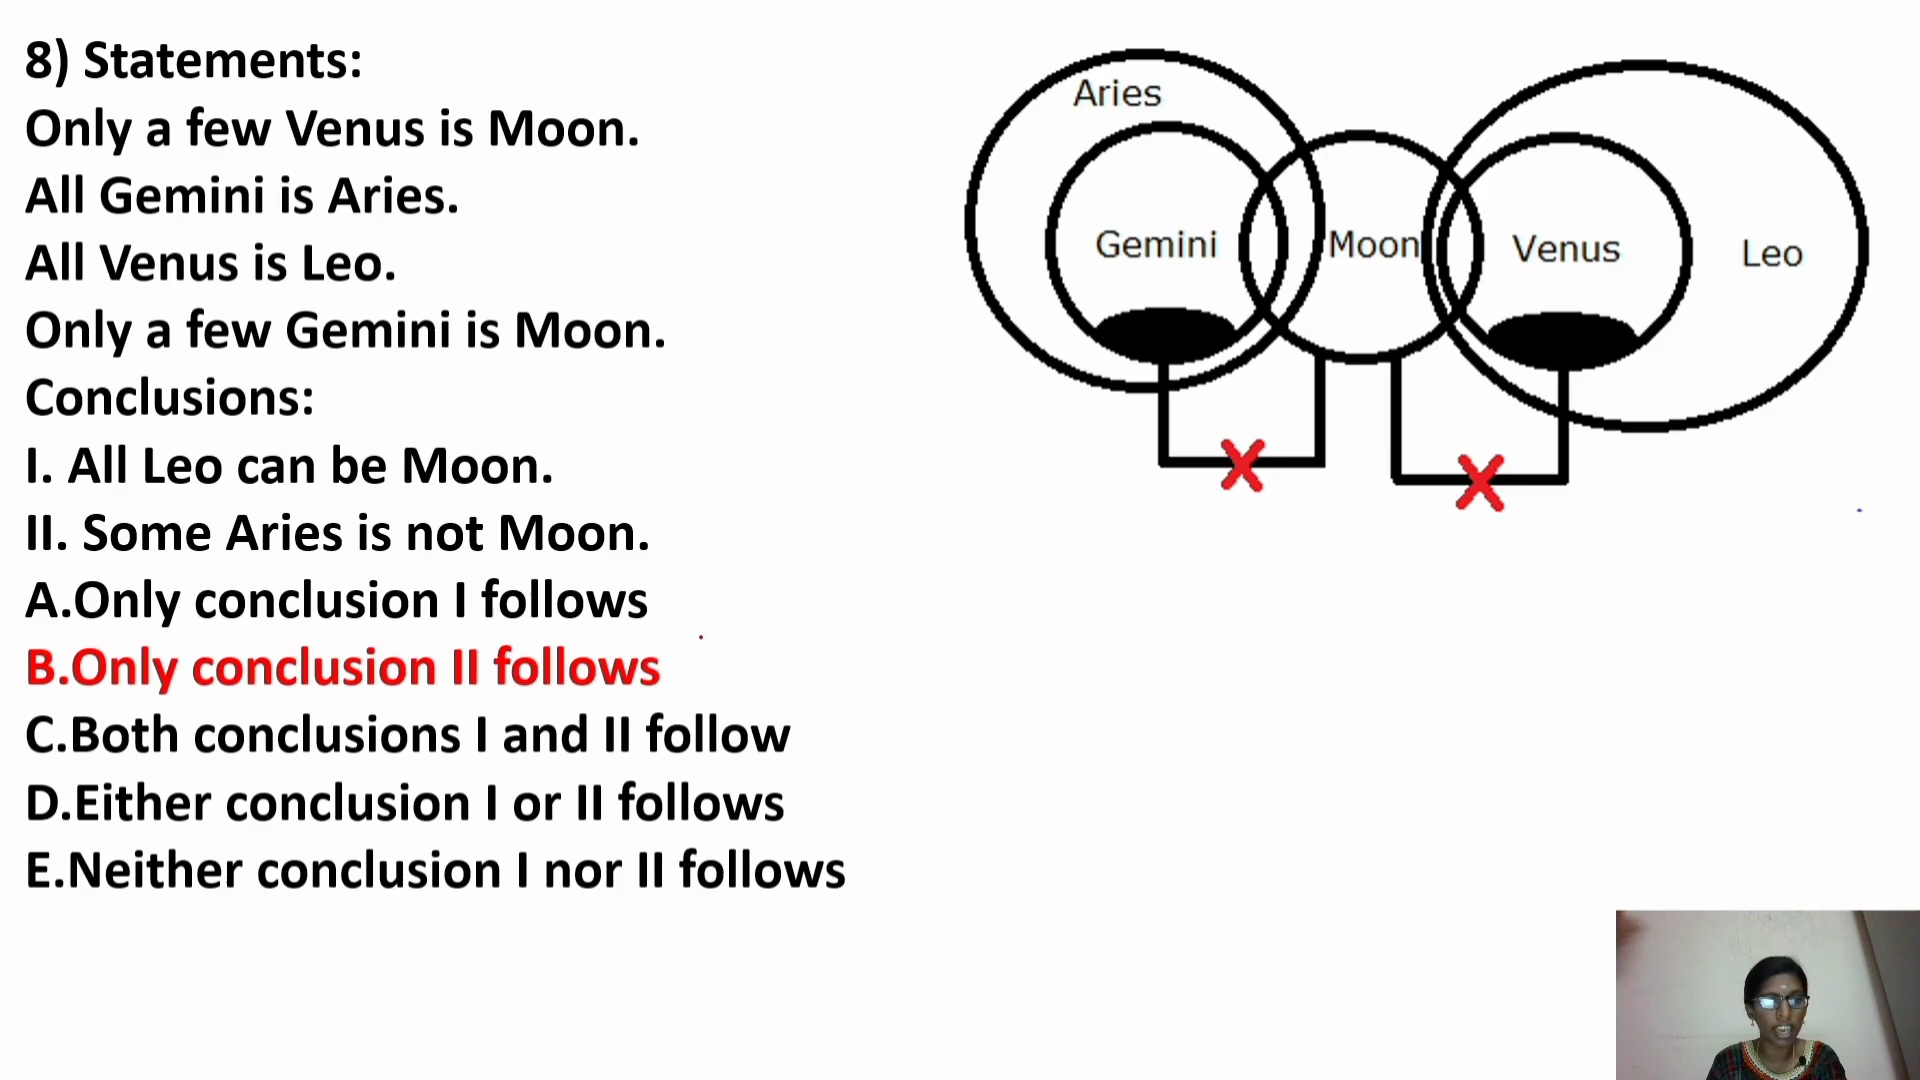 8) Statements:
Only a few Venus is Moon.
All Gemini is Aries.
All Venus is Leo.
Only a few Gemini is Moon.
Conclusions:
I. All Leo can be Moon.
II. Some Aries is not Moon.
A.Only conclusion I follows
B.Only conclusion II follows
C.Both conclusions I and II follow
D.Either conclusion I or II follows
E.Neither conclusion I nor II follows
Aries
Gemini
Moon
Venus
Leo